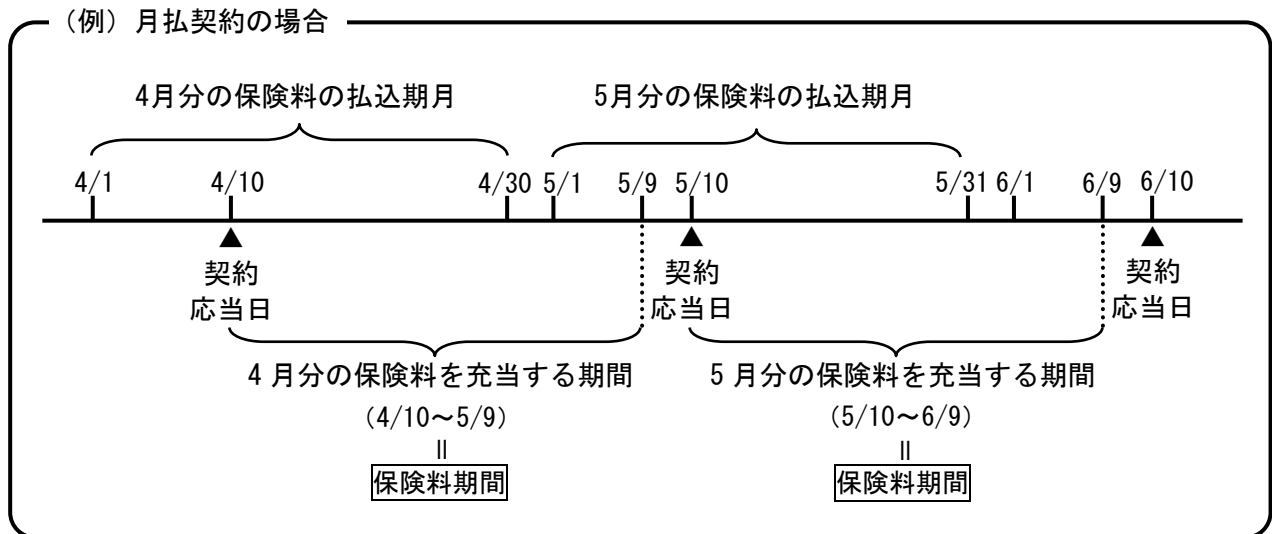 （例）月払契約の場合
4月分の保険料の払込期月 5月分の保険料の払込期月
4/1 4/10 4/30 5/1 5/9 5/10 5/31 6/1 6/9 6/10
▲ ▲ ▲
契約 契約 契約
応当日 応当日 応当日
4月分の保険料を充当する期間 5月分の保険料を充当する期間
（4/10～5/9） （5/10～6/9）
＝ ＝
保険料期間 保険料期間